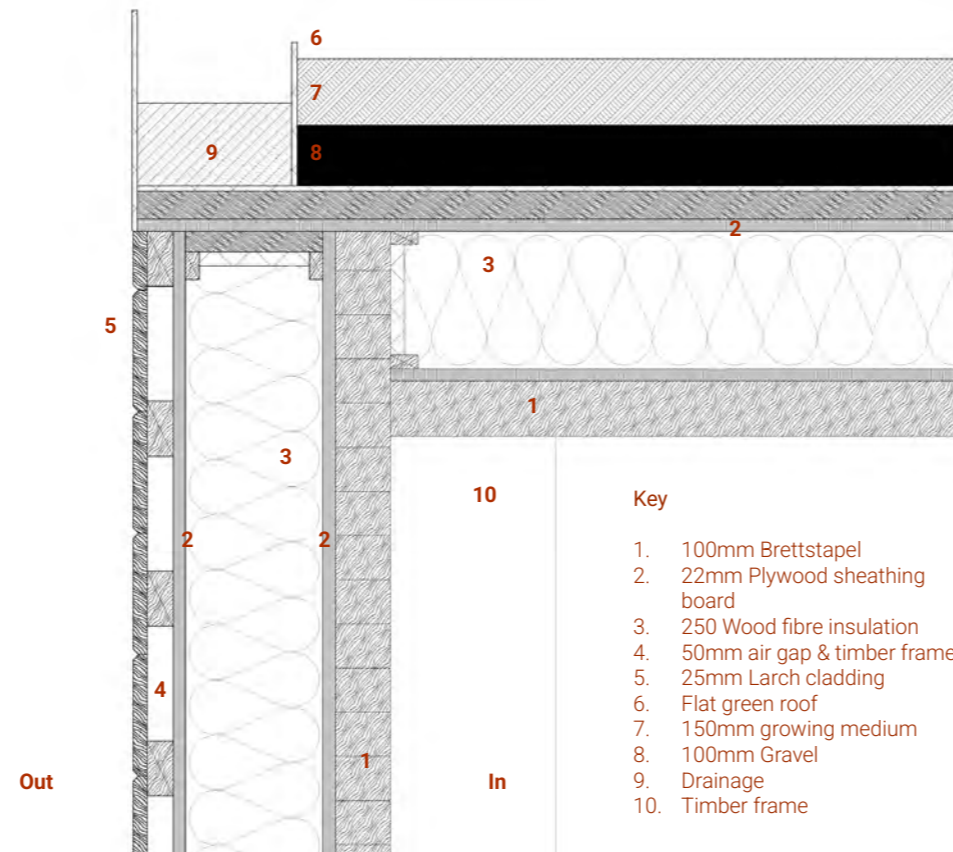 6
7
9
8
2
3
5
1
3
10
2
2
4
1
Out
In
Key
1. 100mm Brettstapel
2. 22mm Plywood sheathing
board
3. 250 Wood fibre insulation
4. 50mm air gap & timber frame
5. 25mm Larch cladding
6. Flat green roof
7. 150mm growing medium
8. 100mm Gravel
9. Drainage
10. Timber frame